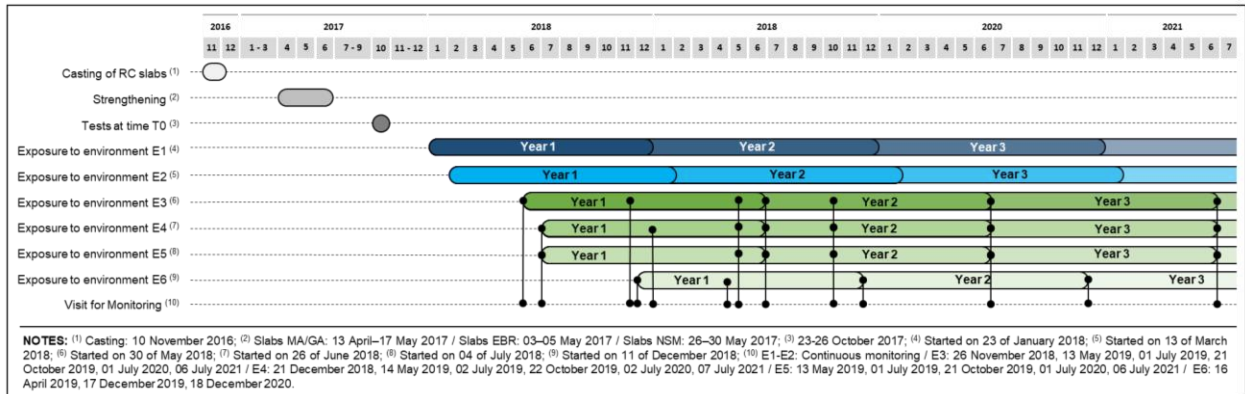 2016 2017 2018 2018 2020 2021
11 12 1 - 3 4 5 6 7 - 9 10 11 - 12 1 2 3 4 5 6 7 8 9 10 11 12 1 2 3 4 5 6 7 8 9 10 11 12 1 2 3 4 5 6 7 8 9 10 11 12 1 2 3 4 5 6 7
Casting of RC slabs (1)
Strengthening (2)
Tests at time T0 (3)
Exposure to environment E1 (4) Year 1 Year 2 Year 3
Exposure to environment E2 (5) Year 1 Year 2 Year 3
Exposure to environment E3 (6) Year 1 Year 2 Year 3
Exposure to environment E4 (7) Year 1 Year 2 Year 3
Exposure to environment E5 (8) Year 1 Year 2 Year 3
Exposure to environment E6 (9) Year 1 Year 2 Year 3
Visit for Monitoring (10)
NOTES: (1) Casting: 10 November 2016; (2) Slabs MA/GA: 13 April–17 May 2017 / Slabs EBR: 03–05 May 2017 / Slabs NSM: 26–30 May 2017; (3) 23-26 October 2017; (4) Started on 23 of January 2018; (5) Started on 13 of March
2018; (6) Started on 30 of May 2018; (7) Started on 26 of June 2018; (8) Started on 04 of July 2018; (9) Started on 11 of December 2018; (10) E1-E2: Continuous monitoring / E3: 26 November 2018, 13 May 2019, 01 July 2019, 21
October 2019, 01 July 2020, 06 July 2021 / E4: 21 December 2018, 14 May 2019, 02 July 2019, 22 October 2019, 02 July 2020, 07 July 2021 / E5: 13 May 2019, 01 July 2019, 21 October 2019, 01 July 2020, 06 July 2021 / E6: 16
April 2019, 17 December 2019, 18 December 2020.